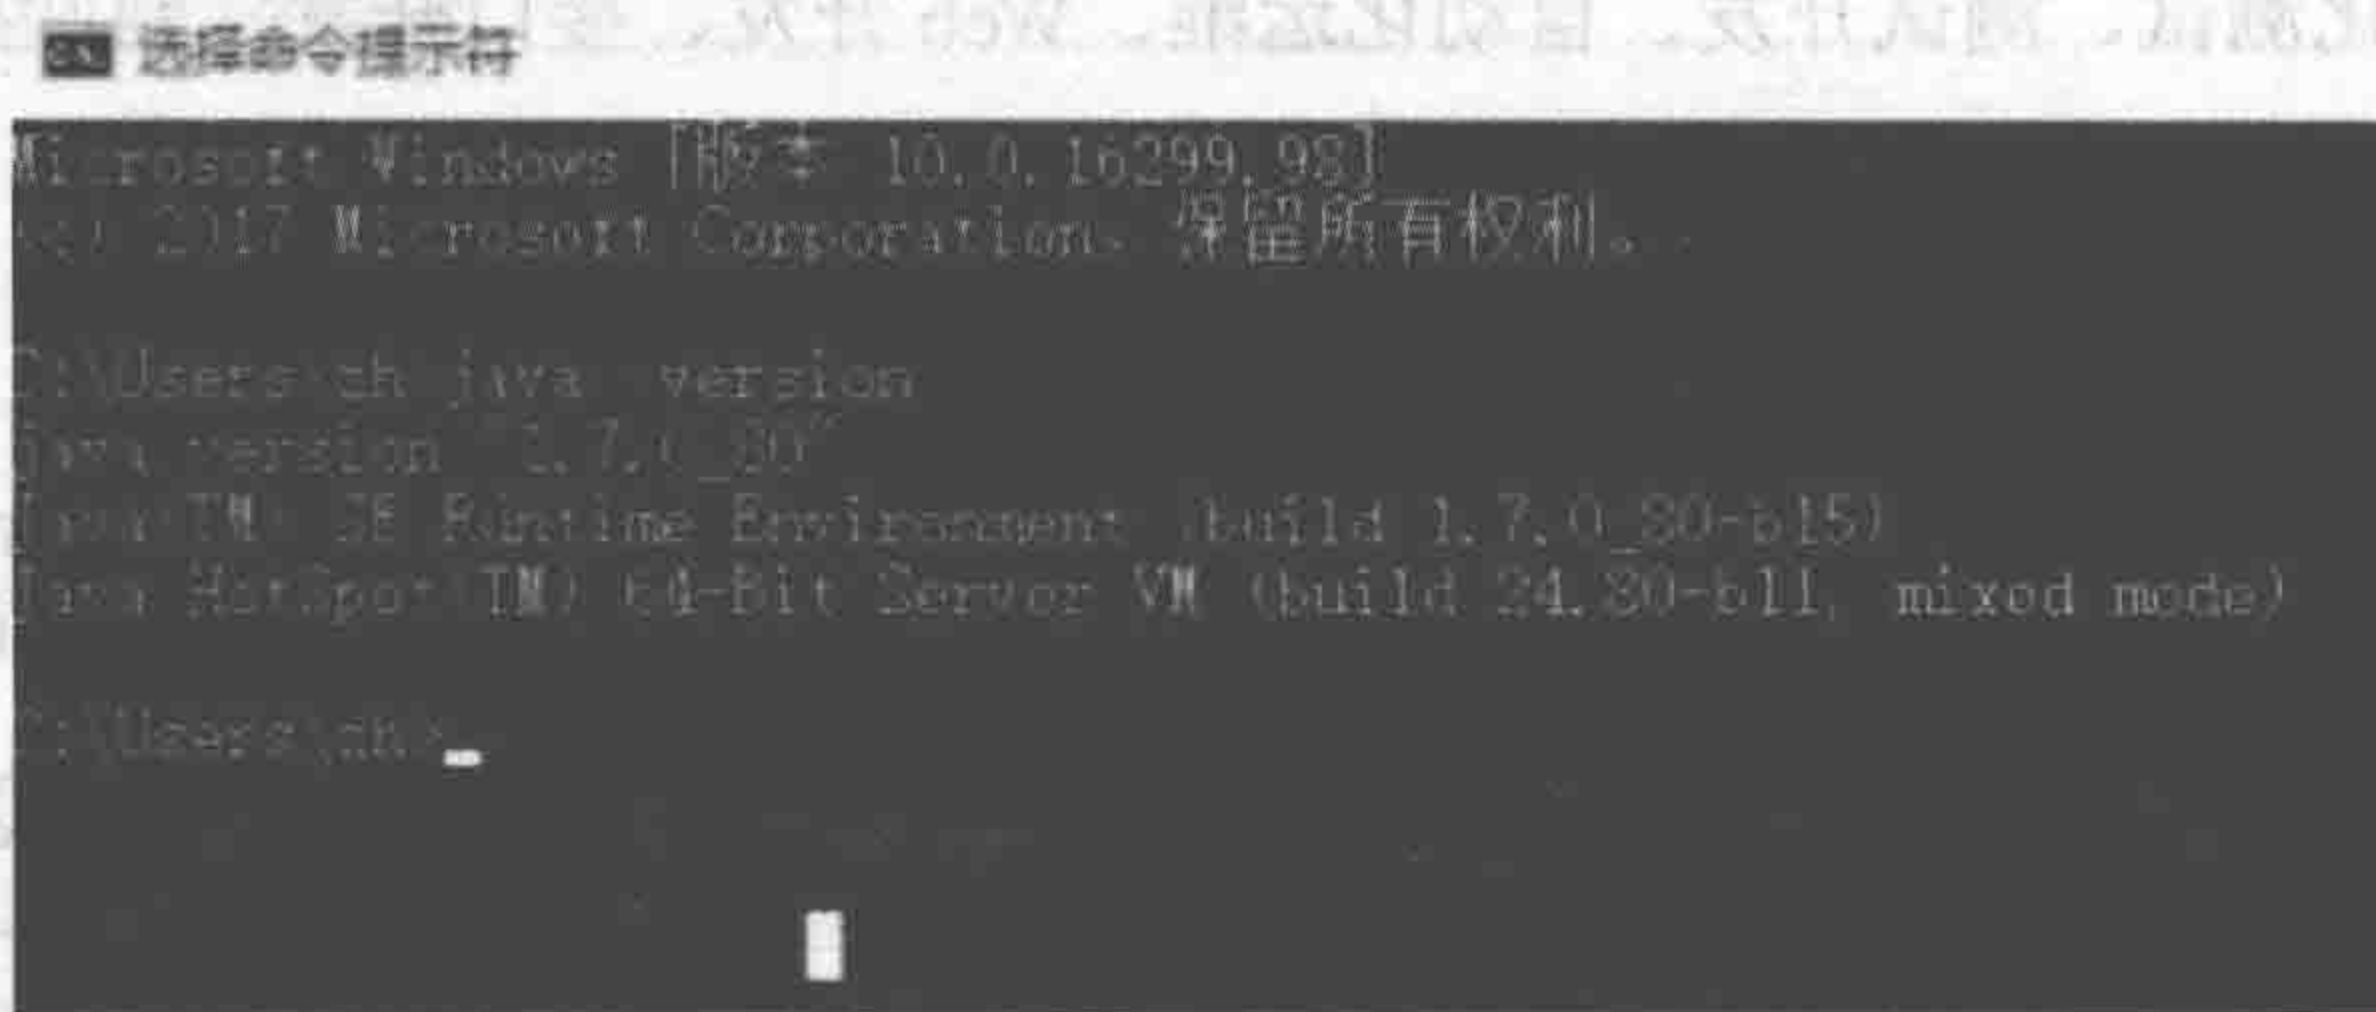 选择命令提示符
Microsoft Windows [版本 10.0.16299.98]
(c) 2017 Microsoft Corporation。保留所有权利。
C:\Users\zh>java -version
java version "1.7.0_80"
Java(TM) SE Runtime Environment (build 1.7.0_80-b15)
Java HotSpot(TM) 64-Bit Server VM (build 24.80-b11, mixed mode)
C:\Users\zh>